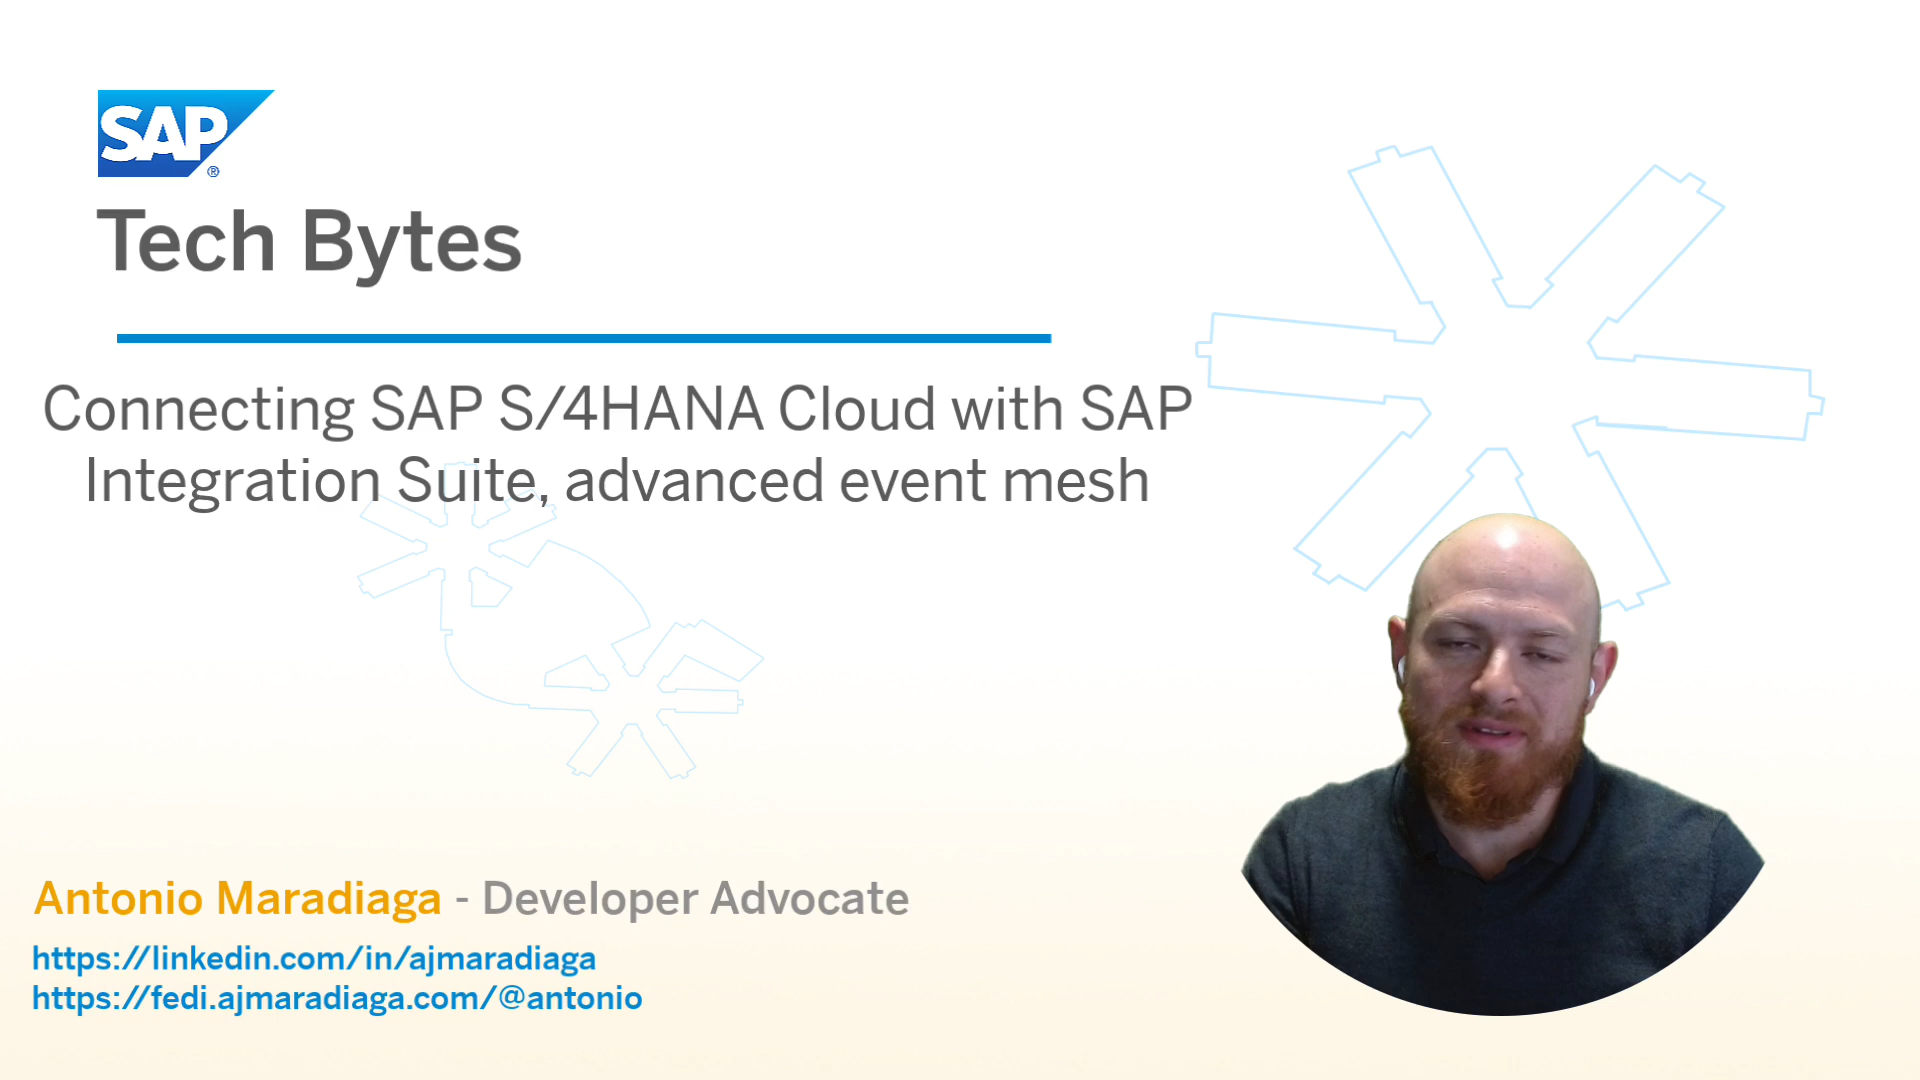 SAP
®
Tech Bytes
Connecting SAP S/4HANA Cloud with SAP
Integration Suite, advanced event mesh
Antonio Maradiaga - Developer Advocate
https://linkedin.com/in/ajmaradiaga
https://fedi.ajmaradiaga.com/@antonio